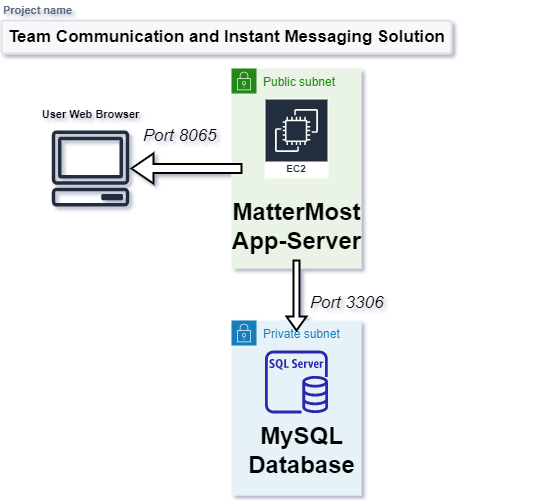 Project name
Team Communication and Instant Messaging Solution
Public subnet
User Web Browser
Port 8065
EC2
MatterMost
App-Server
Port 3306
Private subnet
SQL Server
MySQL
Database